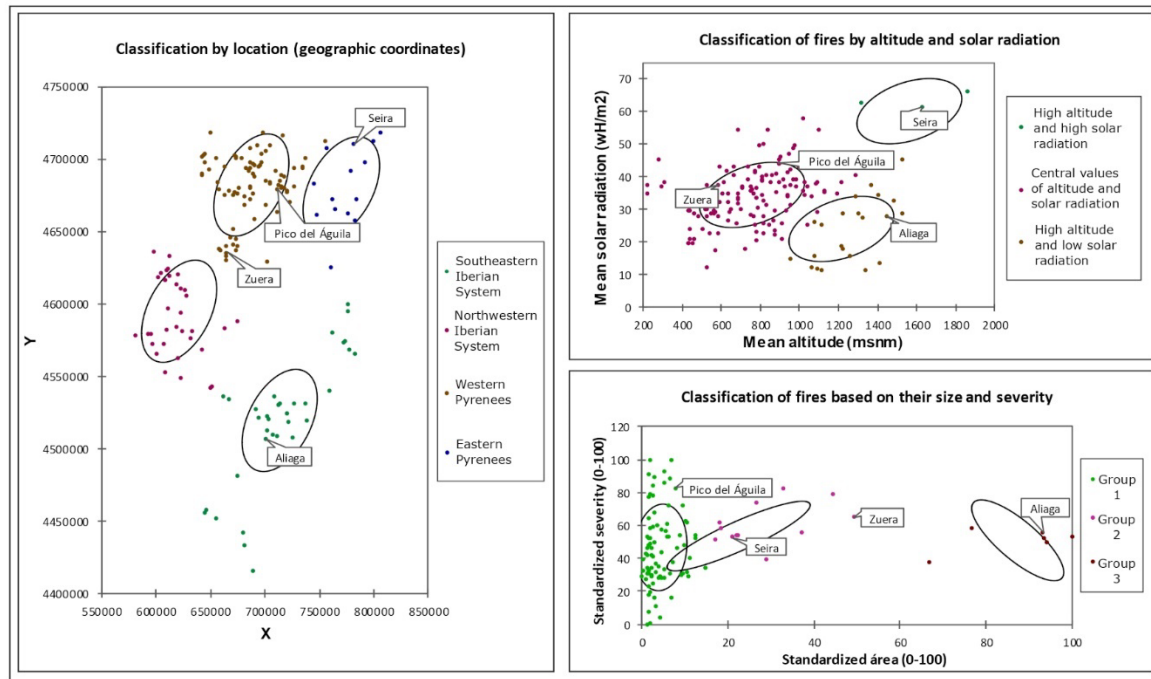 Classification by location (geographic coordinates)
4750000
4700000
4650000
4600000
4550000
4500000
4450000
4400000
550000 600000 650000 700000 750000 800000 850000
Y
X
Seira
Pico del Águila
Zuera
Aliaga
Southeastern
Iberian
System
Northwestern
Iberian
System
Western
Pyrenees
Eastern
Pyrenees
Classification of fires by altitude and solar radiation
Mean solar radiation (wH/m2)
70
60
50
40
30
20
10
0
200 400 600 800 1000 1200 1400 1600 1800 2000
Mean altitude (msnm)
Seira
Pico del Águila
Zuera
Aliaga
High altitude
and high solar
radiation
Central values
of altitude and
solar radiation
High altitude
and low solar
radiation
Classification of fires based on their size and severity
Standardized severity (0-100)
120
100
80
60
40
20
0
0 20 40 60 80 100
Standardized área (0-100)
Pico del Águila
Zuera
Seira
Aliaga
Group
1
Group
2
Group
3